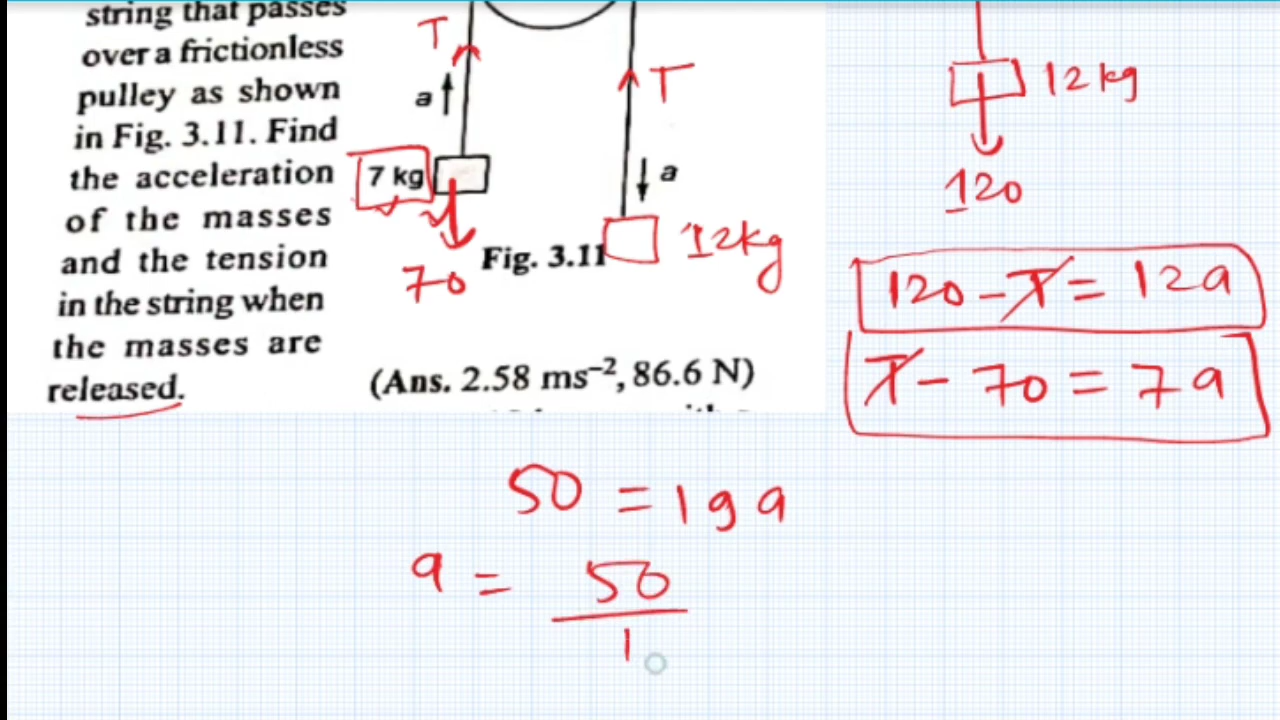 string that passes
over a frictionless
pulley as shown
in Fig. 3.11. Find
the acceleration
of the masses
and the tension
in the string when
the masses are
released.
T
a
7 kg
70
T
a
12kg
Fig. 3.11
(Ans. 2.58 ms⁻², 86.6 N)
12 kg
120
120 - T = 12a
T - 70 = 7a
50 = 19a
a = 50
1